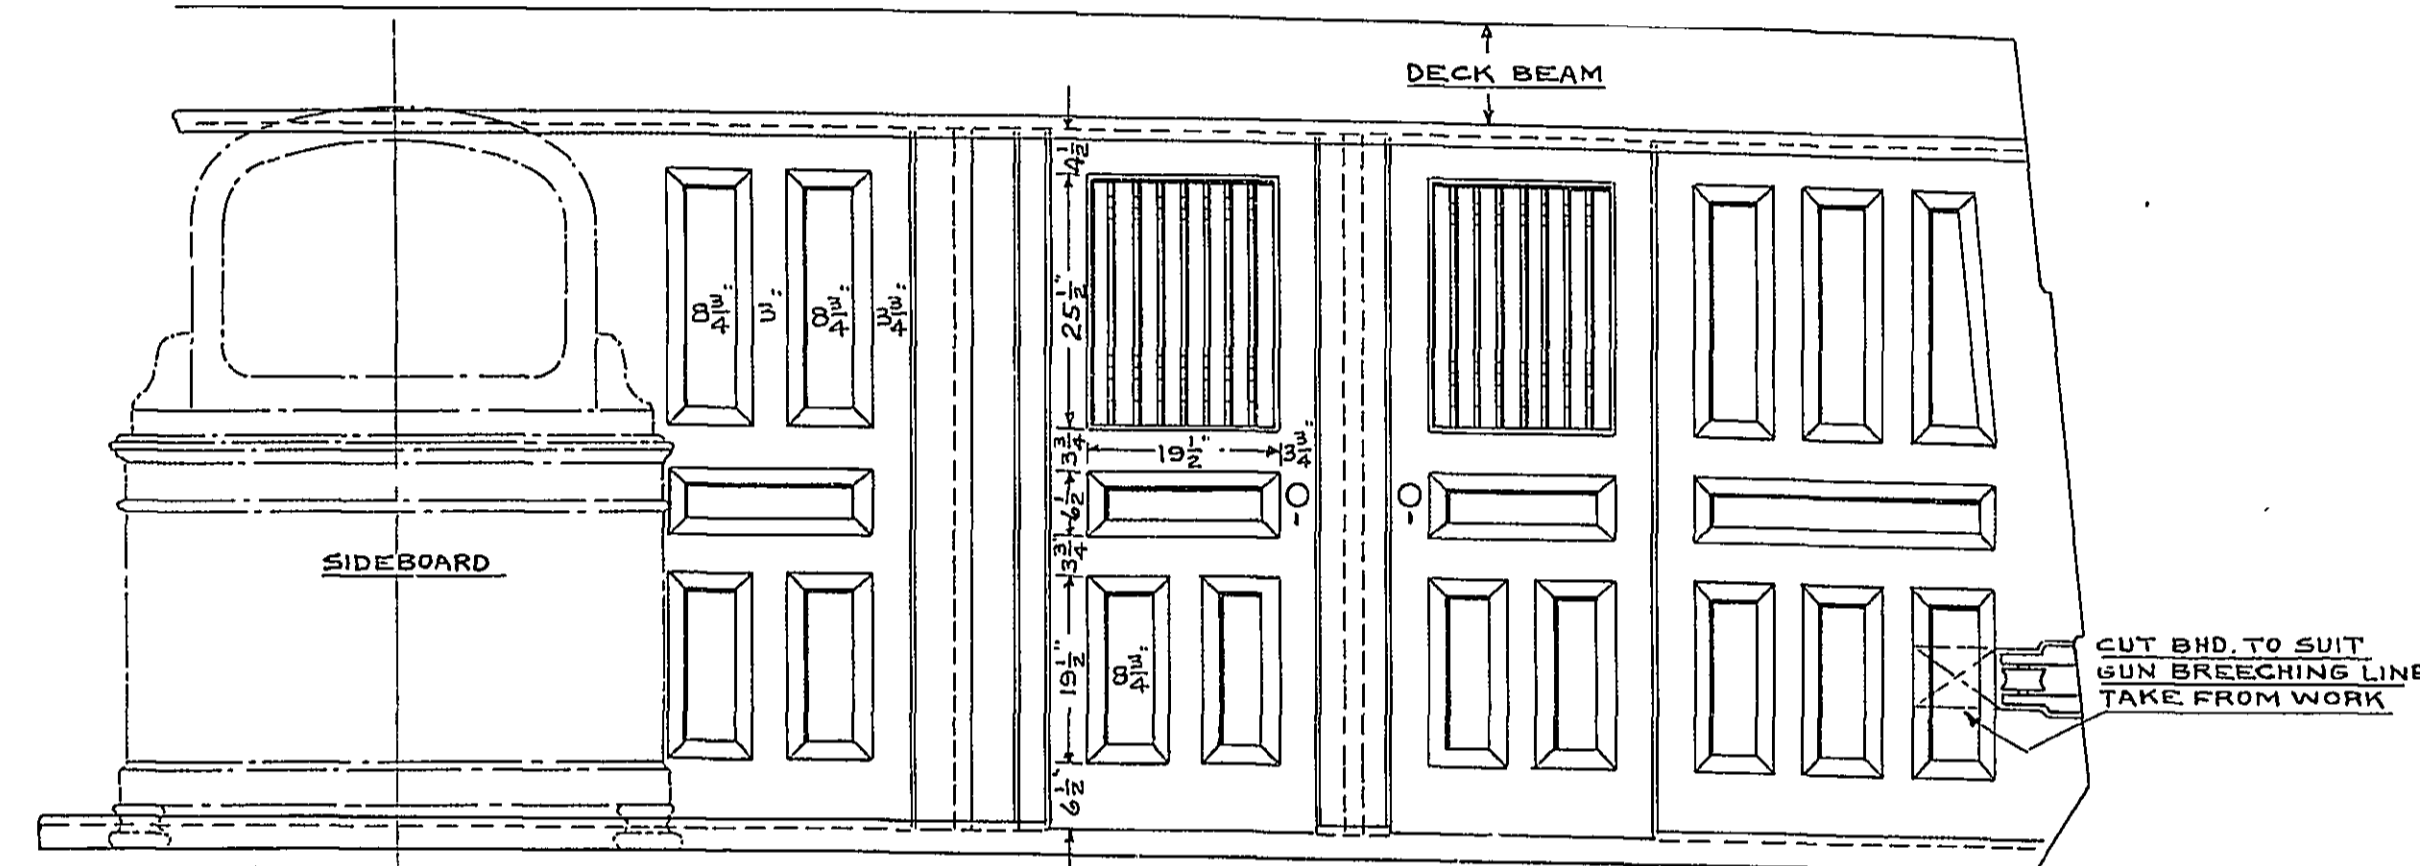 DECK BEAM
4 1/2
25 1/2"
8 3/4"
3"
8 3/4"
3 3/4"
3 3/4
19 1/2"
3 3/4"
6 1/2
3 3/4"
SIDEBOARD
19 1/2"
8 3/4"
6 1/2"
CUT BHD. TO SUIT
GUN BREECHING LINE
TAKE FROM WORK